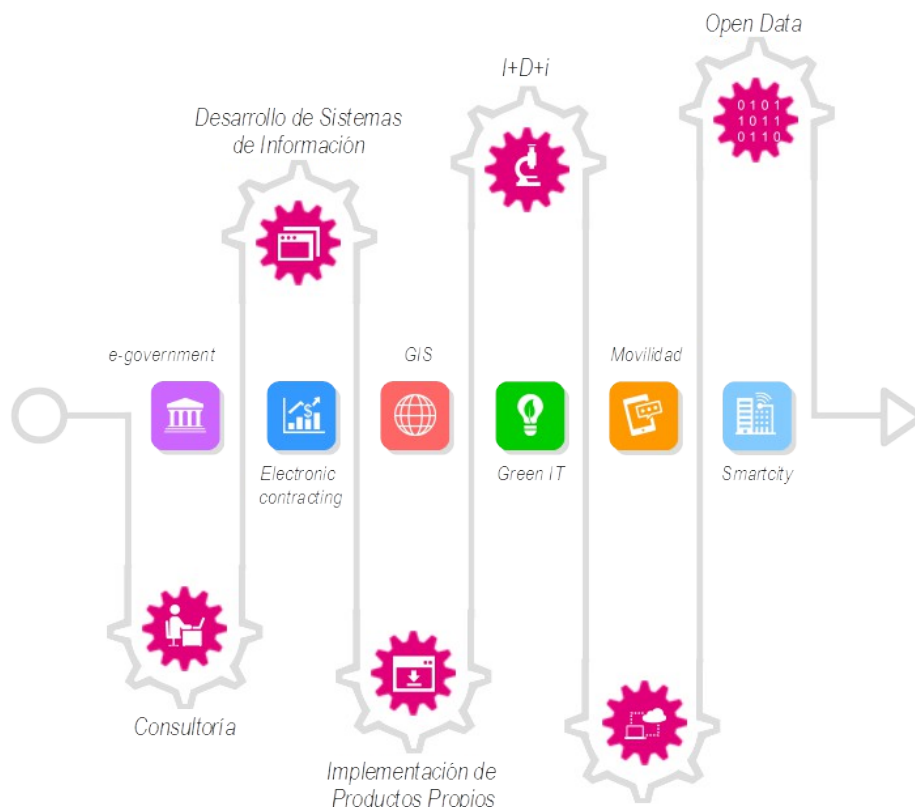 Open Data
I+D+i
Desarrollo de Sistemas
de Información
0101
1011
0110
e-government
GIS
Movilidad
$
Electronic
contracting
Green IT
Smartcity
Consultoría
Implementación de
Productos Propios